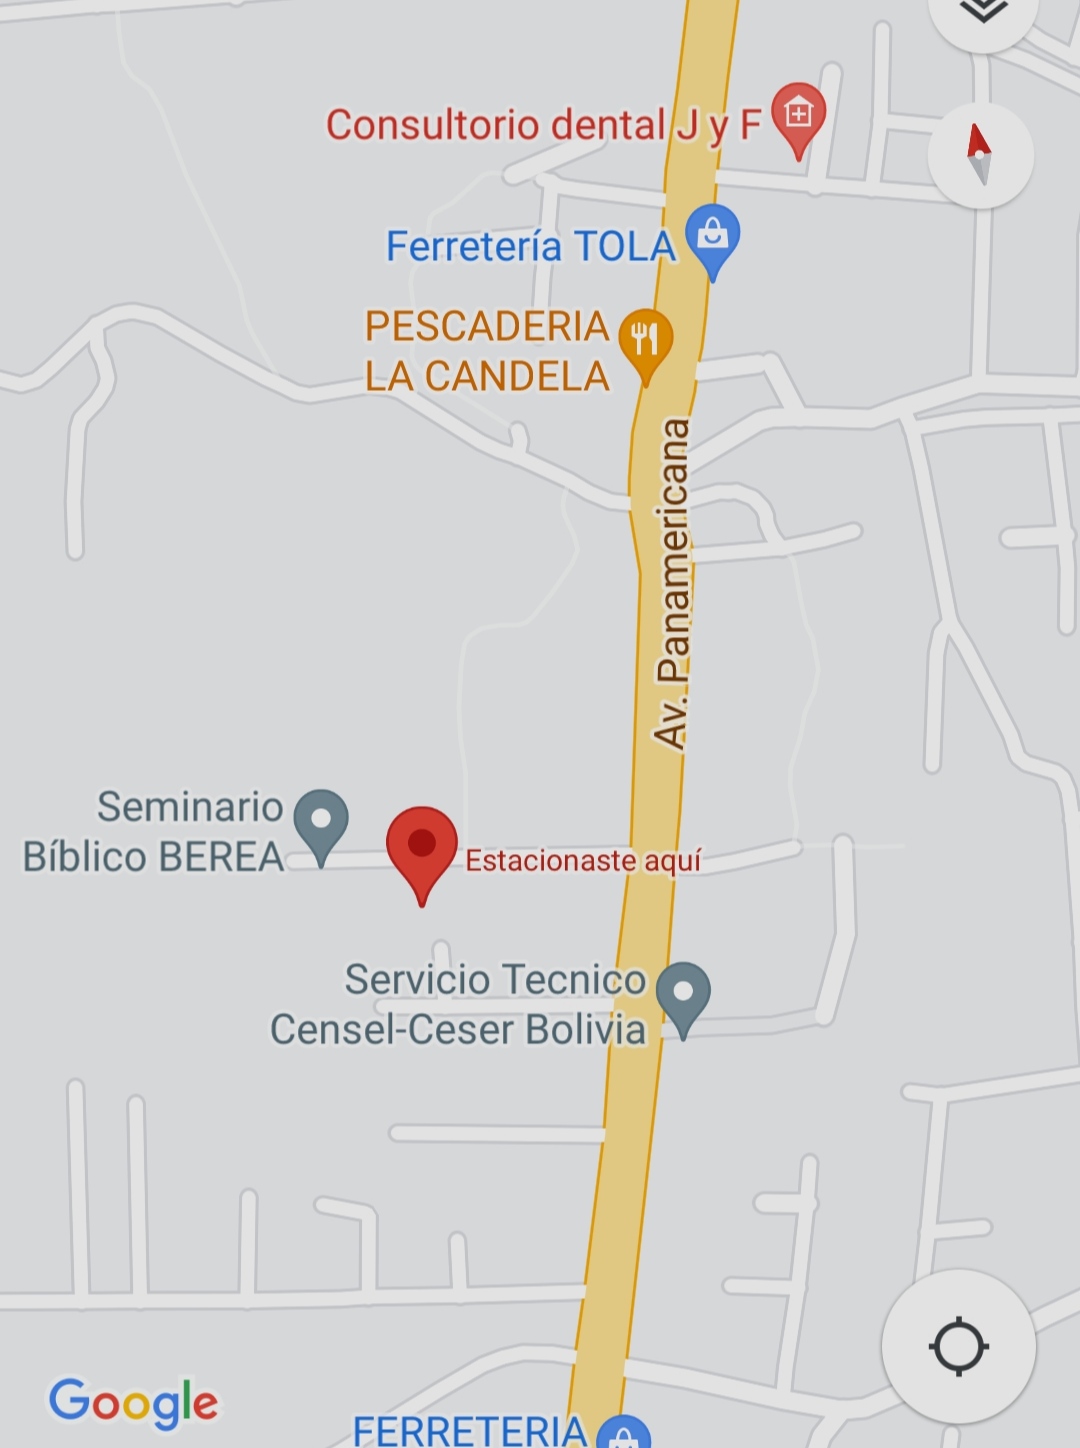 Consultorio dental J y F
Ferretería TOLA
PESCADERIA
LA CANDELA
Av. Panamericana
Seminario
Bíblico BEREA
Estacionaste aquí
Servicio Tecnico
Censel-Ceser Bolivia
Google
FERRETERIA